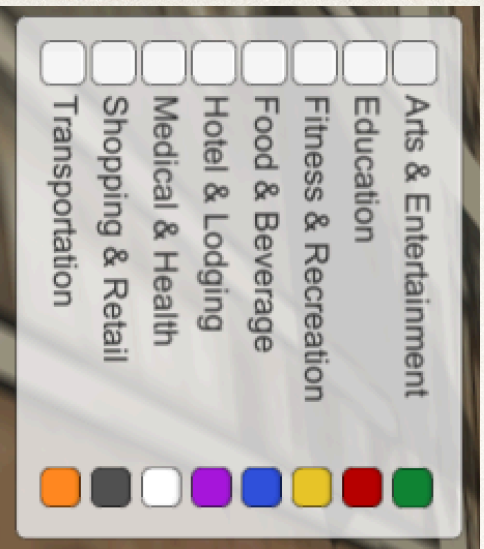 Arts & Entertainment
Education
Fitness & Recreation
Food & Beverage
Hotel & Lodging
Medical & Health
Shopping & Retail
Transportation